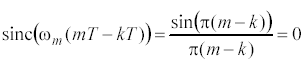 sinc(ω_m(mT − kT)) = sin(π(m − k)) / π(m − k) = 0